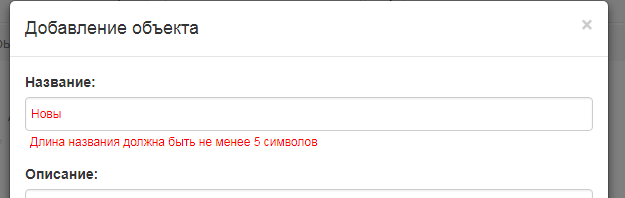 Добавление объекта ×
Название:
Новы
Длина названия должна быть не менее 5 символов
Описание: